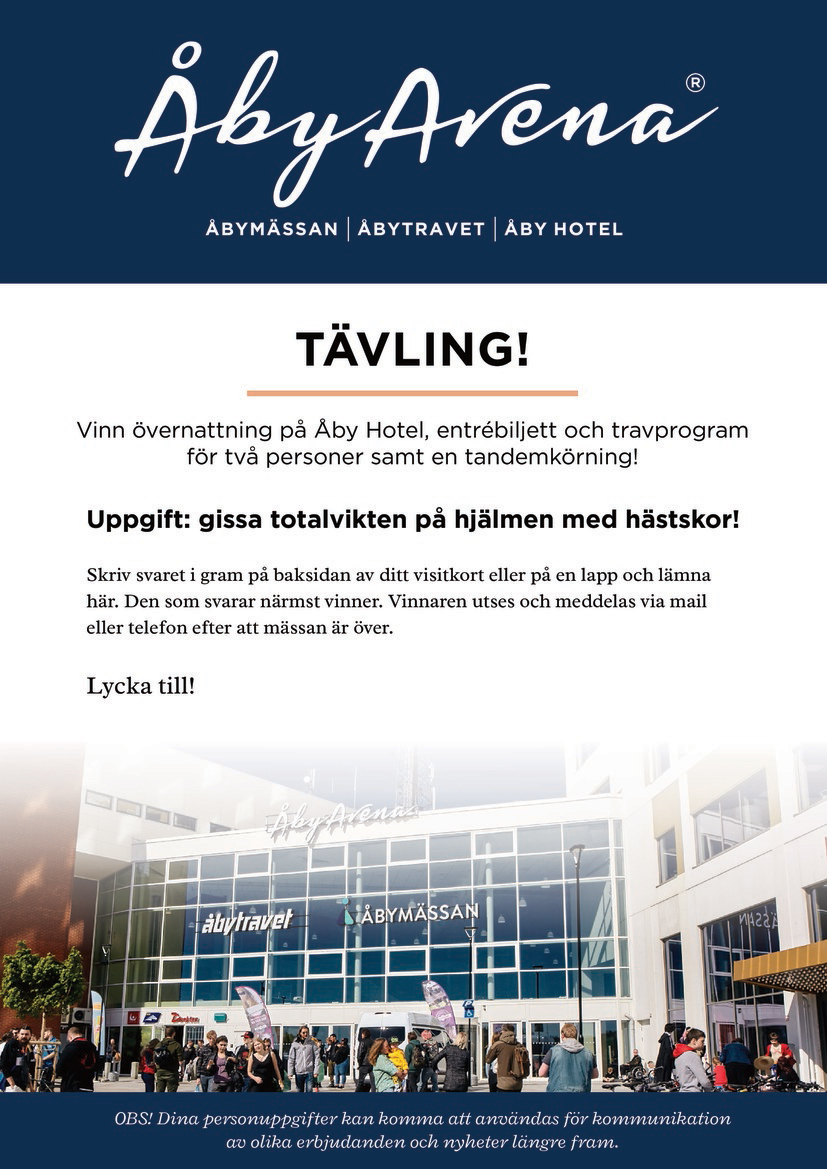 Åby Arena®
ÅBYMÄSSAN | ÅBYTRAVET | ÅBY HOTEL
TÄVLING!
Vinn övernattning på Åby Hotel, entrébiljett och travprogram
för två personer samt en tandemkörning!
Uppgift: gissa totalvikten på hjälmen med hästskor!
Skriv svaret i gram på baksidan av ditt visitkort eller på en lapp och lämna
här. Den som svarar närmst vinner. Vinnaren utses och meddelas via mail
eller telefon efter att mässan är över.
Lycka till!
Åby Arena
åbytravet
ÅBYMÄSSAN
OBS! Dina personuppgifter kan komma att användas för kommunikation
av olika erbjudanden och nyheter längre fram.